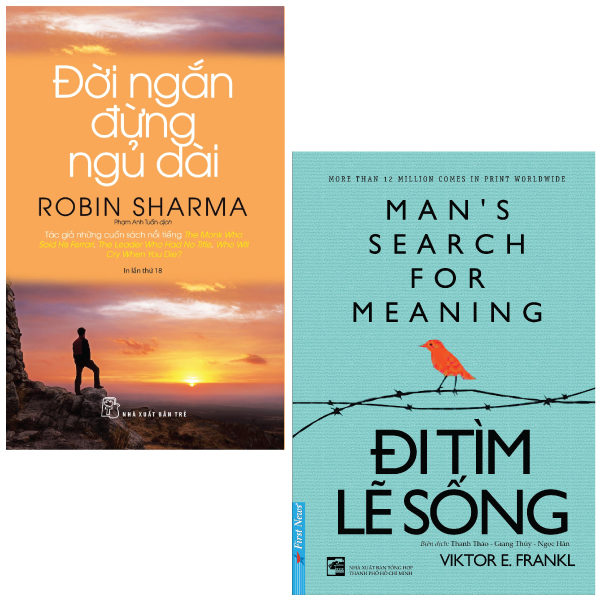 Đời ngắn
đừng
ngủ dài
ROBIN SHARMA
Phạm Anh Tuấn dịch
Tác giả những cuốn sách nổi tiếng The Monk Who
Sold His Ferrari, The Leader Who Had No Title, Who Will
Cry When You Die?
In lần thứ 18
NHÀ XUẤT BẢN TRẺ
MORE THAN 12 MILLION COMES IN PRINT WORLDWIDE
MAN'S
SEARCH
FOR
MEANING
ĐI TÌM
LẼ SỐNG
Biên dịch: Thanh Thảo - Giang Thủy - Ngọc Hân
VIKTOR E. FRANKL
First News
NHÀ XUẤT BẢN TỔNG HỢP
THÀNH PHỐ HỒ CHÍ MINH